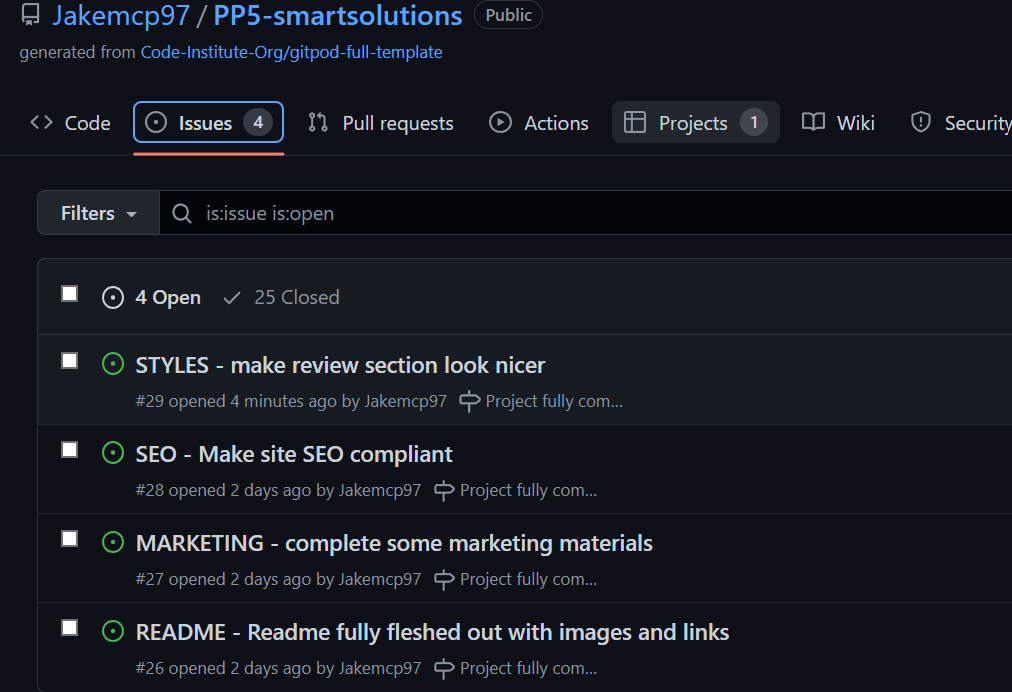 Jakemcp97 / PP5-smartsolutions Public
generated from Code-Institute-Org/gitpod-full-template
Code Issues 4 Pull requests Actions Projects 1 Wiki Security
Filters is:issue is:open
4 Open 25 Closed
STYLES - make review section look nicer
#29 opened 4 minutes ago by Jakemcp97 Project fully com...
SEO - Make site SEO compliant
#28 opened 2 days ago by Jakemcp97 Project fully com...
MARKETING - complete some marketing materials
#27 opened 2 days ago by Jakemcp97 Project fully com...
README - Readme fully fleshed out with images and links
#26 opened 2 days ago by Jakemcp97 Project fully com...